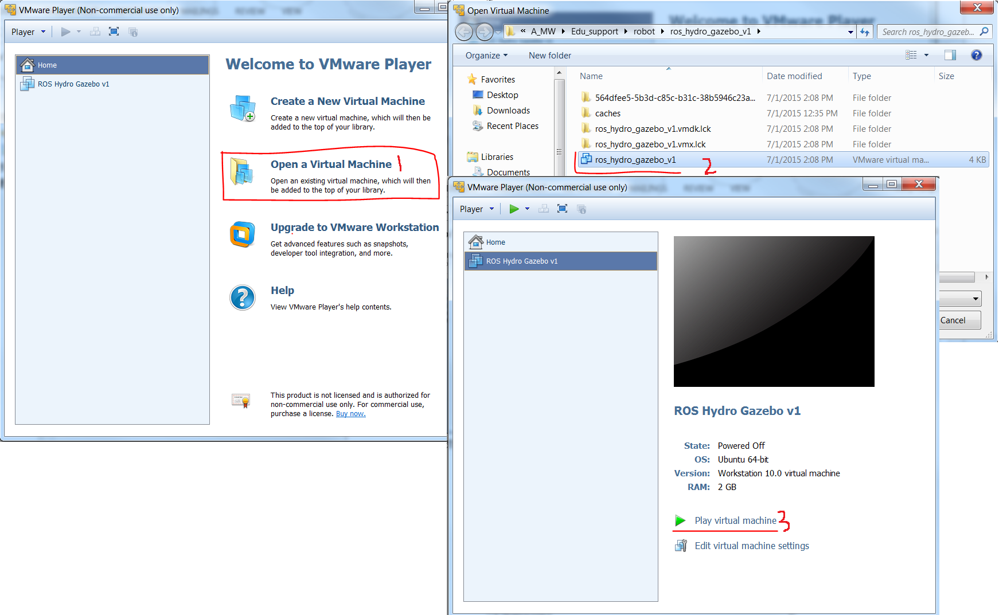 VMware Player (Non-commercial use only)
Player
Home
ROS Hydro Gazebo v1
Welcome to VMware Player
Create a New Virtual Machine
Create a new virtual machine, which will then be
added to the top of your library.
Open a Virtual Machine 1
Open an existing virtual machine, which will then
be added to the top of your library.
Upgrade to VMware Workstation
Get advanced features such as snapshots,
developer tool integration, and more.
Help
View VMware Player's help contents.
This product is not licensed and is authorized for
non-commercial use only. For commercial use,
purchase a license. Buy now.
Open Virtual Machine
« A_MW Edu_support robot ros_hydro_gazebo_v1
Search ros_hydro_gazeb...
Organize New folder
Favorites
Desktop
Downloads
Recent Places
Libraries
Documents
Name Date modified Type Size
564dfee5-5b3d-c85c-b31c-38b5946c23a... 7/1/2015 2:08 PM File folder
caches 7/1/2015 12:35 PM File folder
ros_hydro_gazebo_v1.vmdk.lck 7/1/2015 2:08 PM File folder
ros_hydro_gazebo_v1.vmx.lck 7/1/2015 2:08 PM File folder
ros_hydro_gazebo_v1 7/1/2015 2:08 PM VMware virtual ma... 4 KB
2
Cancel
VMware Player (Non-commercial use only)
Player
Home
ROS Hydro Gazebo v1
ROS Hydro Gazebo v1
State: Powered Off
OS: Ubuntu 64-bit
Version: Workstation 10.0 virtual machine
RAM: 2 GB
Play virtual machine 3
Edit virtual machine settings